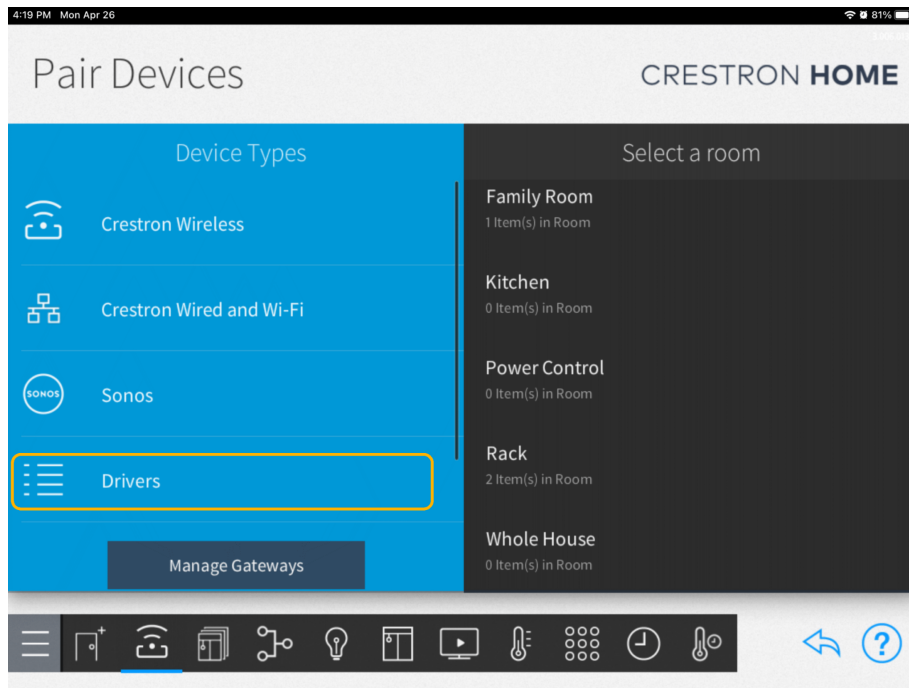 4:19 PM Mon Apr 26
81%
Pair Devices
CRESTRON HOME
Device Types
Select a room
Crestron Wireless
Crestron Wired and Wi-Fi
SONOS
Sonos
Drivers
Manage Gateways
Family Room
1 Item(s) in Room
Kitchen
0 Item(s) in Room
Power Control
0 Item(s) in Room
Rack
2 Item(s) in Room
Whole House
0 Item(s) in Room
?